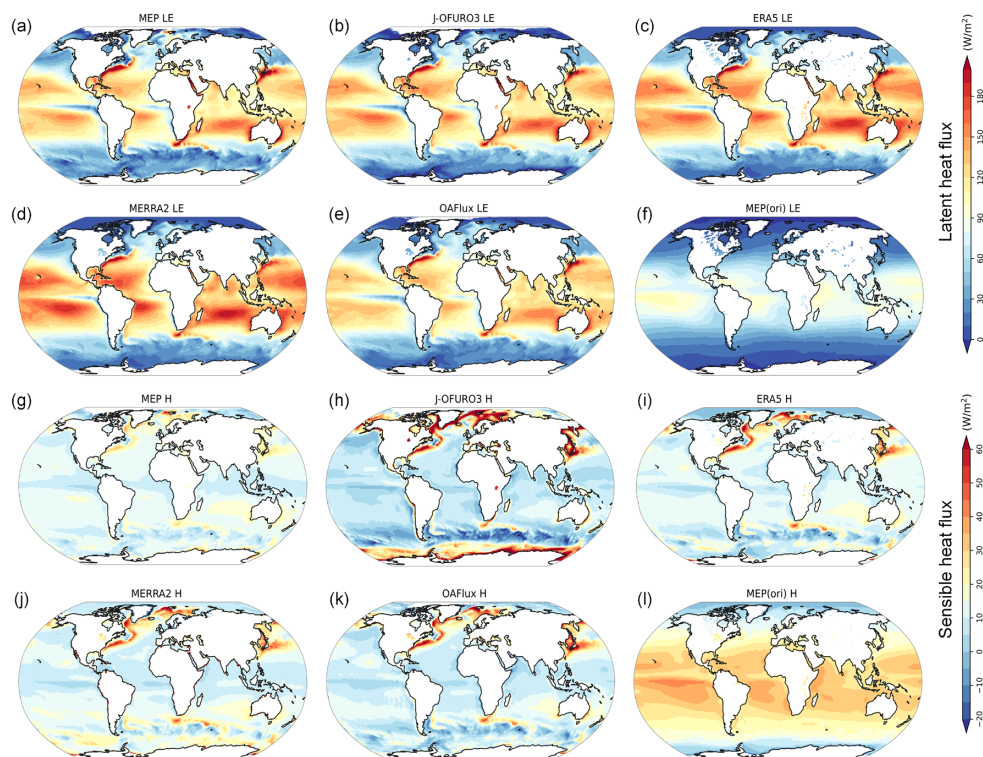 (a) MEP LE
(b) J-OFURO3 LE
(c) ERA5 LE
(d) MERRA2 LE
(e) OAFlux LE
(f) MEP(ori) LE
(W/m²)
180
150
120
90
60
30
0
Latent heat flux
(g) MEP H
(h) J-OFURO3 H
(i) ERA5 H
(j) MERRA2 H
(k) OAFlux H
(l) MEP(ori) H
(W/m²)
60
50
40
30
20
10
0
−10
−20
Sensible heat flux